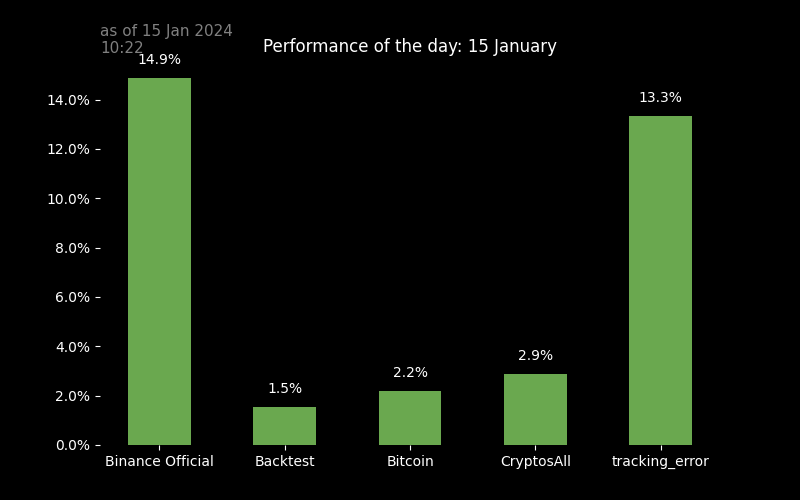 as of 15 Jan 2024
10:22
Performance of the day: 15 January
14.9%
1.5%
2.2%
2.9%
13.3%
14.0%
12.0%
10.0%
8.0%
6.0%
4.0%
2.0%
0.0%
Binance Official
Backtest
Bitcoin
CryptosAll
tracking_error